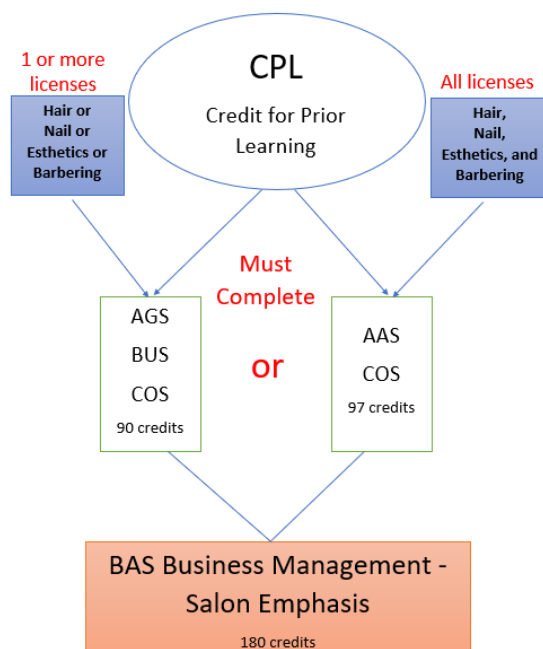 1 or more
licenses
Hair or
Nail or
Esthetics or
Barbering
CPL
Credit for Prior
Learning
All licenses
Hair,
Nail,
Esthetics, and
Barbering
Must
Complete
or
AGS
BUS
COS
90 credits
AAS
COS
97 credits
BAS Business Management -
Salon Emphasis
180 credits